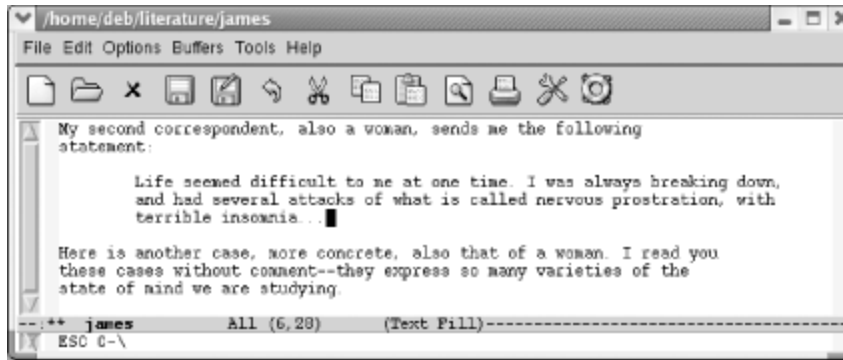 /home/deb/literature/james
File Edit Options Buffers Tools Help
My second correspondent, also a woman, sends me the following
statement:
Life seemed difficult to me at one time. I was always breaking down,
and had several attacks of what is called nervous prostration, with
terrible insomnia...
Here is another case, more concrete, also that of a woman. I read you
these cases without comment--they express so many varieties of the
state of mind we are studying.
--:** james All (6,28) (Text Fill)--------------------------------------
ESC C-\